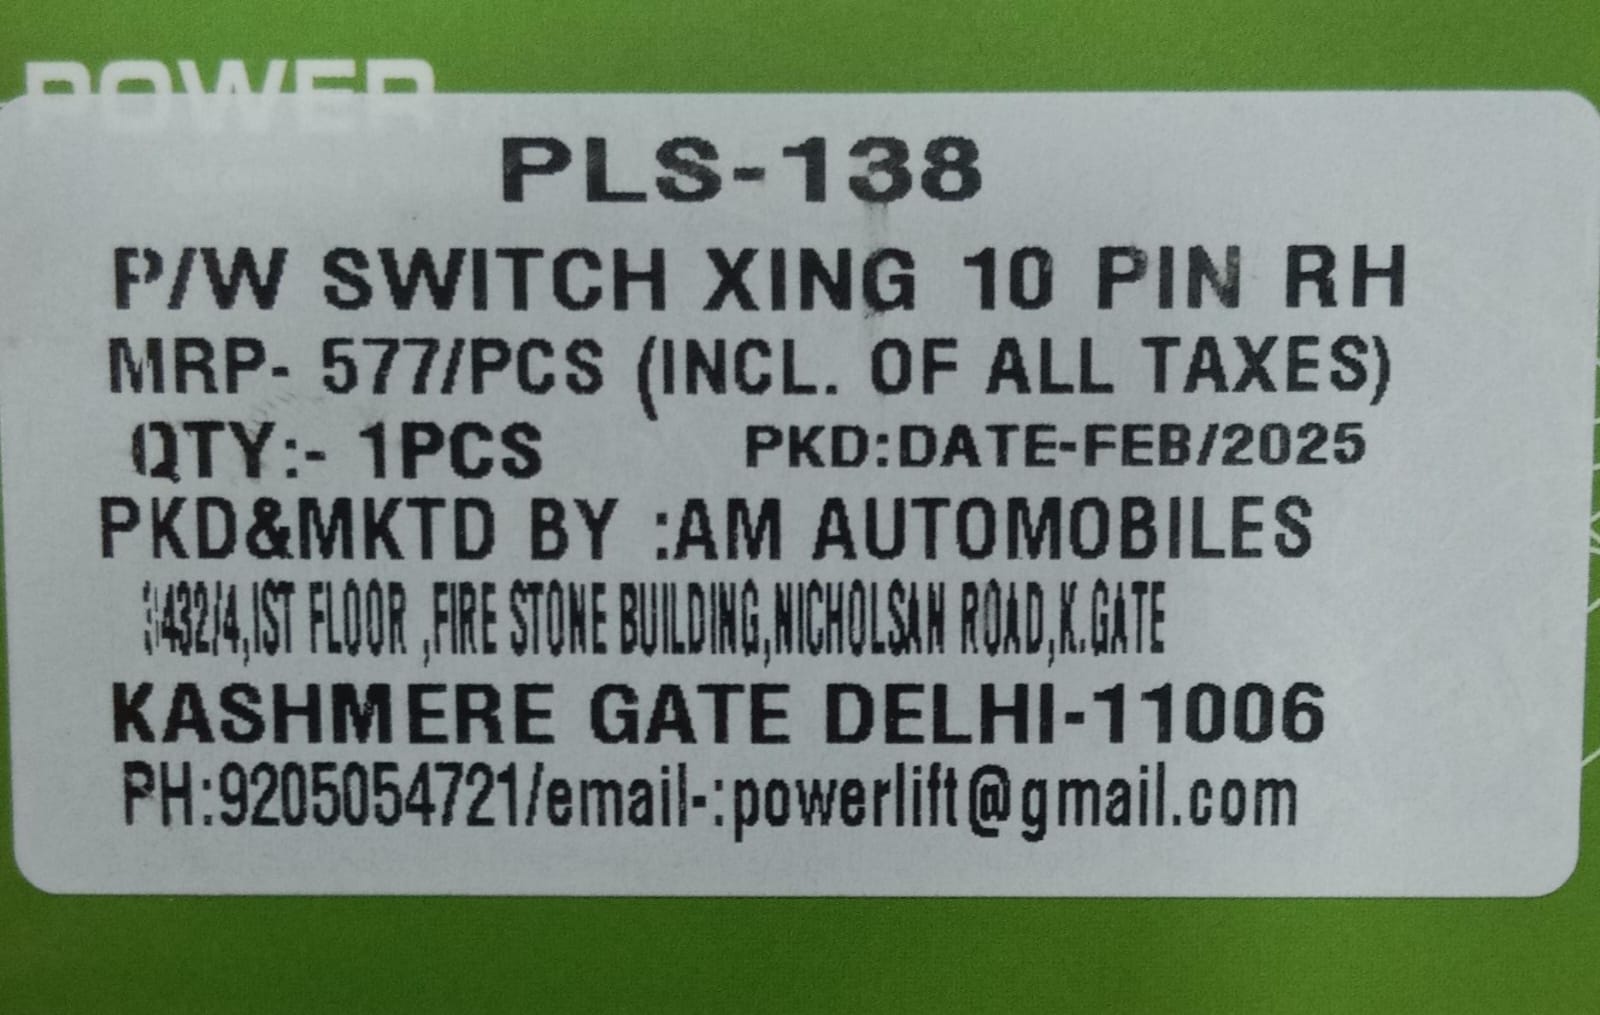 POWER
PLS-138
P/W SWITCH XING 10 PIN RH
MRP- 577/PCS (INCL. OF ALL TAXES)
QTY:- 1PCS PKD:DATE-FEB/2025
PKD&MKTD BY :AM AUTOMOBILES
3432/4,IST FLOOR ,FIRE STONE BUILDING,NICHOLSAN ROAD,K.GATE
KASHMERE GATE DELHI-11006
PH:9205054721/email-:powerlift@gmail.com